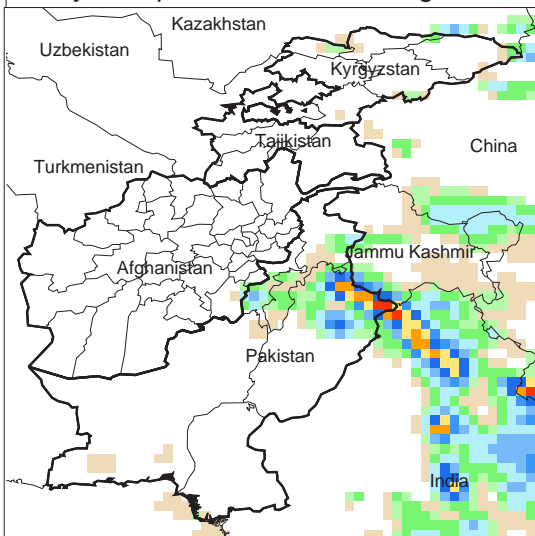 Kazakhstan
Uzbekistan
Kyrgyzstan
Tajikistan
China
Turkmenistan
Jammu Kashmir
Afghanistan
Pakistan
India